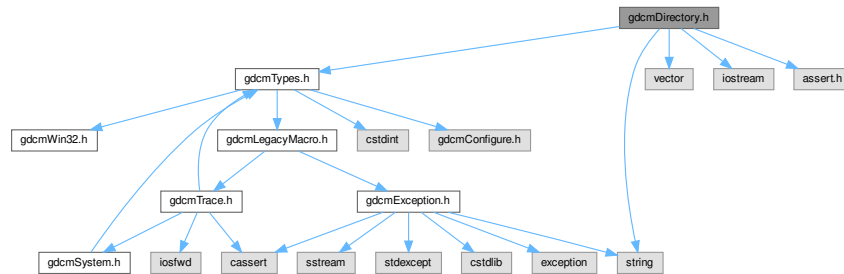 gdcmDirectory.h
gdcmTypes.h
vector
iostream
assert.h
gdcmWin32.h
gdcmLegacyMacro.h
cstdint
gdcmConfigure.h
gdcmTrace.h
gdcmException.h
gdcmSystem.h
iosfwd
cassert
sstream
stdexcept
cstdlib
exception
string